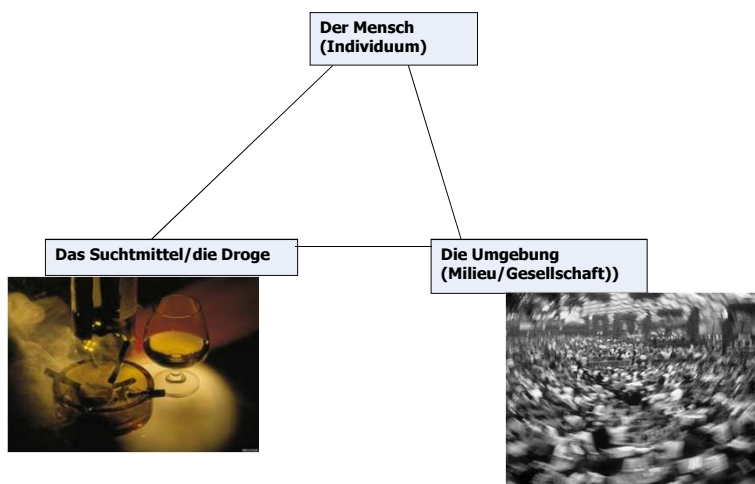 Der Mensch
(Individuum)
Das Suchtmittel/die Droge
Die Umgebung
(Milieu/Gesellschaft))